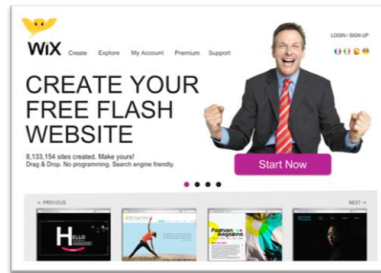 LOGIN / SIGN UP
WiX
Create Explore My Account Premium Support
CREATE YOUR
FREE FLASH
WEBSITE
8,133,154 sites created. Make yours!
Drag & Drop. No programming. Search engine friendly.
Start Now
« PREVIOUS
NEXT »
HELLO